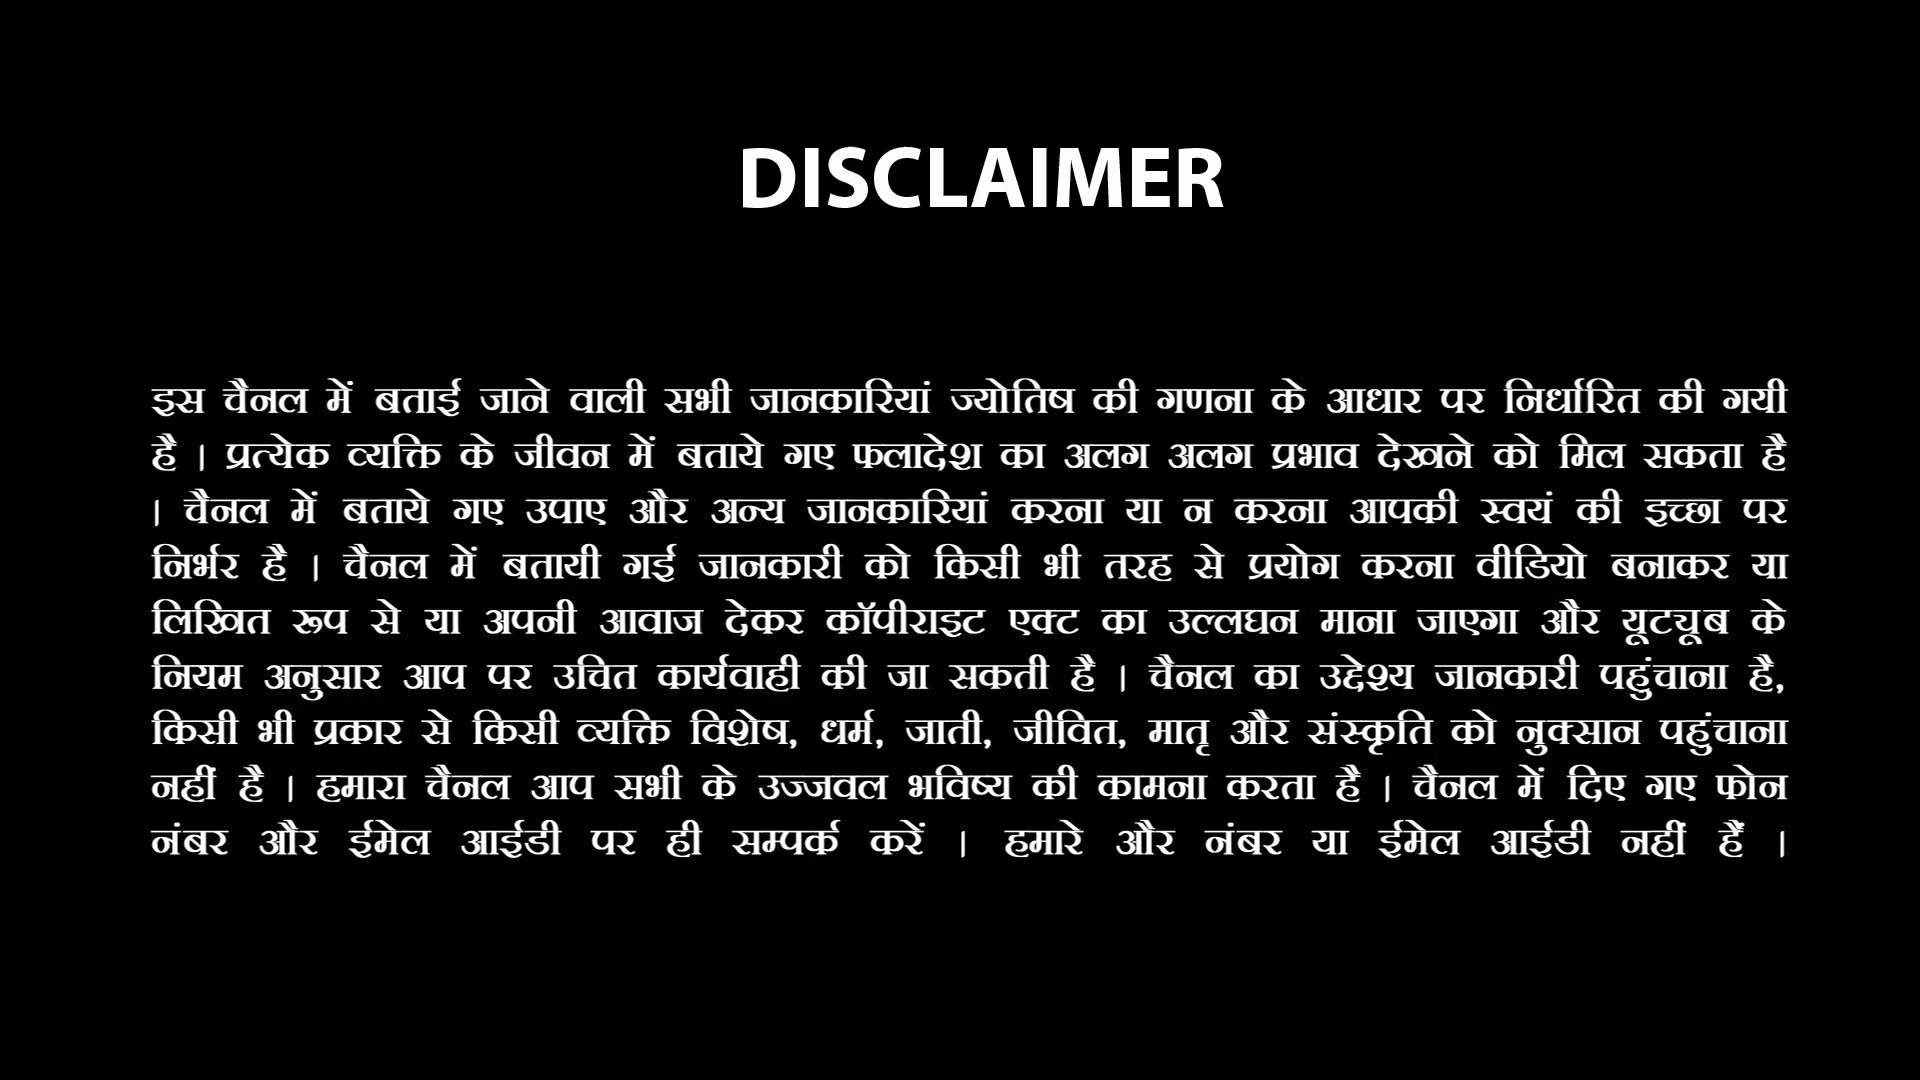 DISCLAIMER
इस चैनल में बताई जाने वाली सभी जानकारियां ज्योतिष की गणना के आधार पर निर्धारित की गयी
है । प्रत्येक व्यक्ति के जीवन में बताये गए फलादेश का अलग अलग प्रभाव देखने को मिल सकता है
। चैनल में बताये गए उपाए और अन्य जानकारियां करना या न करना आपकी स्वयं की इच्छा पर
निर्भर है । चैनल में बतायी गई जानकारी को किसी भी तरह से प्रयोग करना वीडियो बनाकर या
लिखित रूप से या अपनी आवाज देकर कॉपीराइट एक्ट का उल्लघन माना जाएगा और यूट्यूब के
नियम अनुसार आप पर उचित कार्यवाही की जा सकती है । चैनल का उद्देश्य जानकारी पहुंचाना है,
किसी भी प्रकार से किसी व्यक्ति विशेष, धर्म, जाती, जीवित, मातृ और संस्कृति को नुक्सान पहुंचाना
नहीं है । हमारा चैनल आप सभी के उज्जवल भविष्य की कामना करता है । चैनल में दिए गए फोन
नंबर और ईमेल आईडी पर ही सम्पर्क करें । हमारे और नंबर या ईमेल आईडी नहीं हैं ।